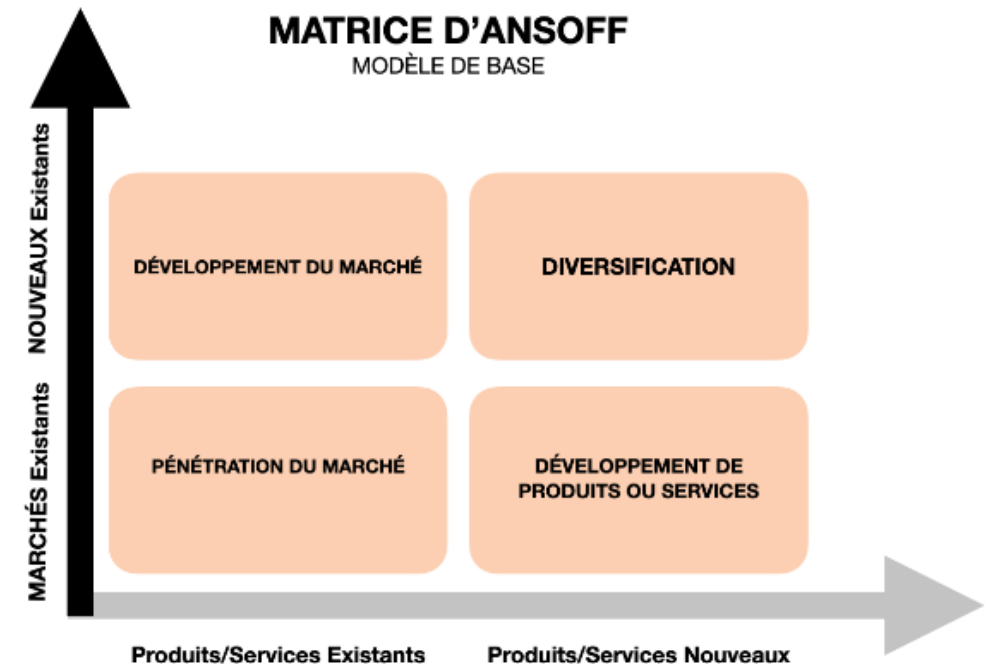 MATRICE D'ANSOFF
MODÈLE DE BASE
NOUVEAUX Existants
DÉVELOPPEMENT DU MARCHÉ
DIVERSIFICATION
MARCHÉS Existants
PÉNÉTRATION DU MARCHÉ
DÉVELOPPEMENT DE
PRODUITS OU SERVICES
Produits/Services Existants
Produits/Services Nouveaux